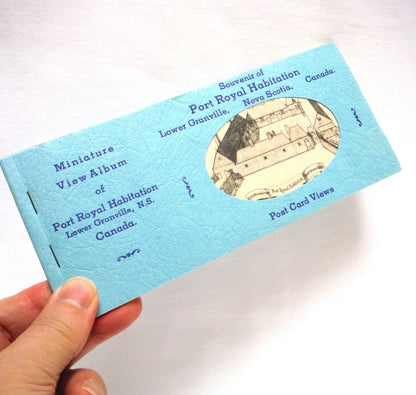 Miniature
View Album
of
Port Royal Habitation
Lower Granville, N.S.
Canada.
Souvenir of
Port Royal Habitation
Lower Granville, Nova Scotia, Canada.
Post Card Views